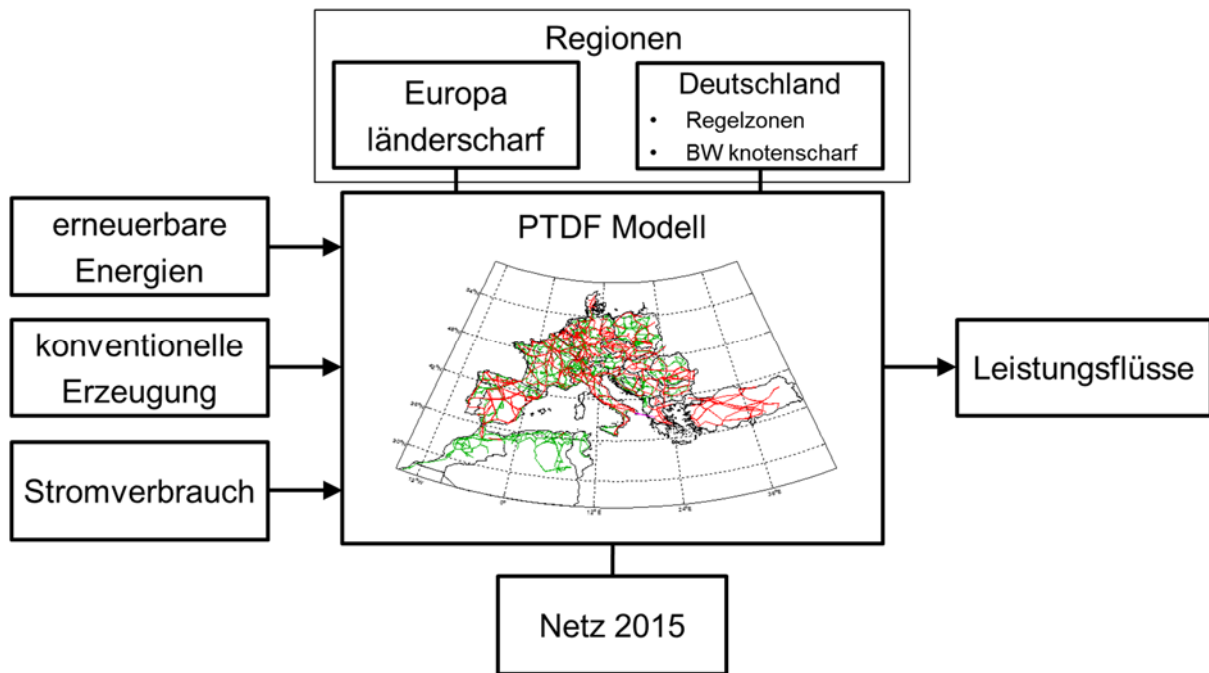 Regionen
Europa
länderscharf
Deutschland
• Regelzonen
• BW knotenscharf
erneuerbare
Energien
konventionelle
Erzeugung
Stromverbrauch
PTDF Modell
Leistungsflüsse
Netz 2015